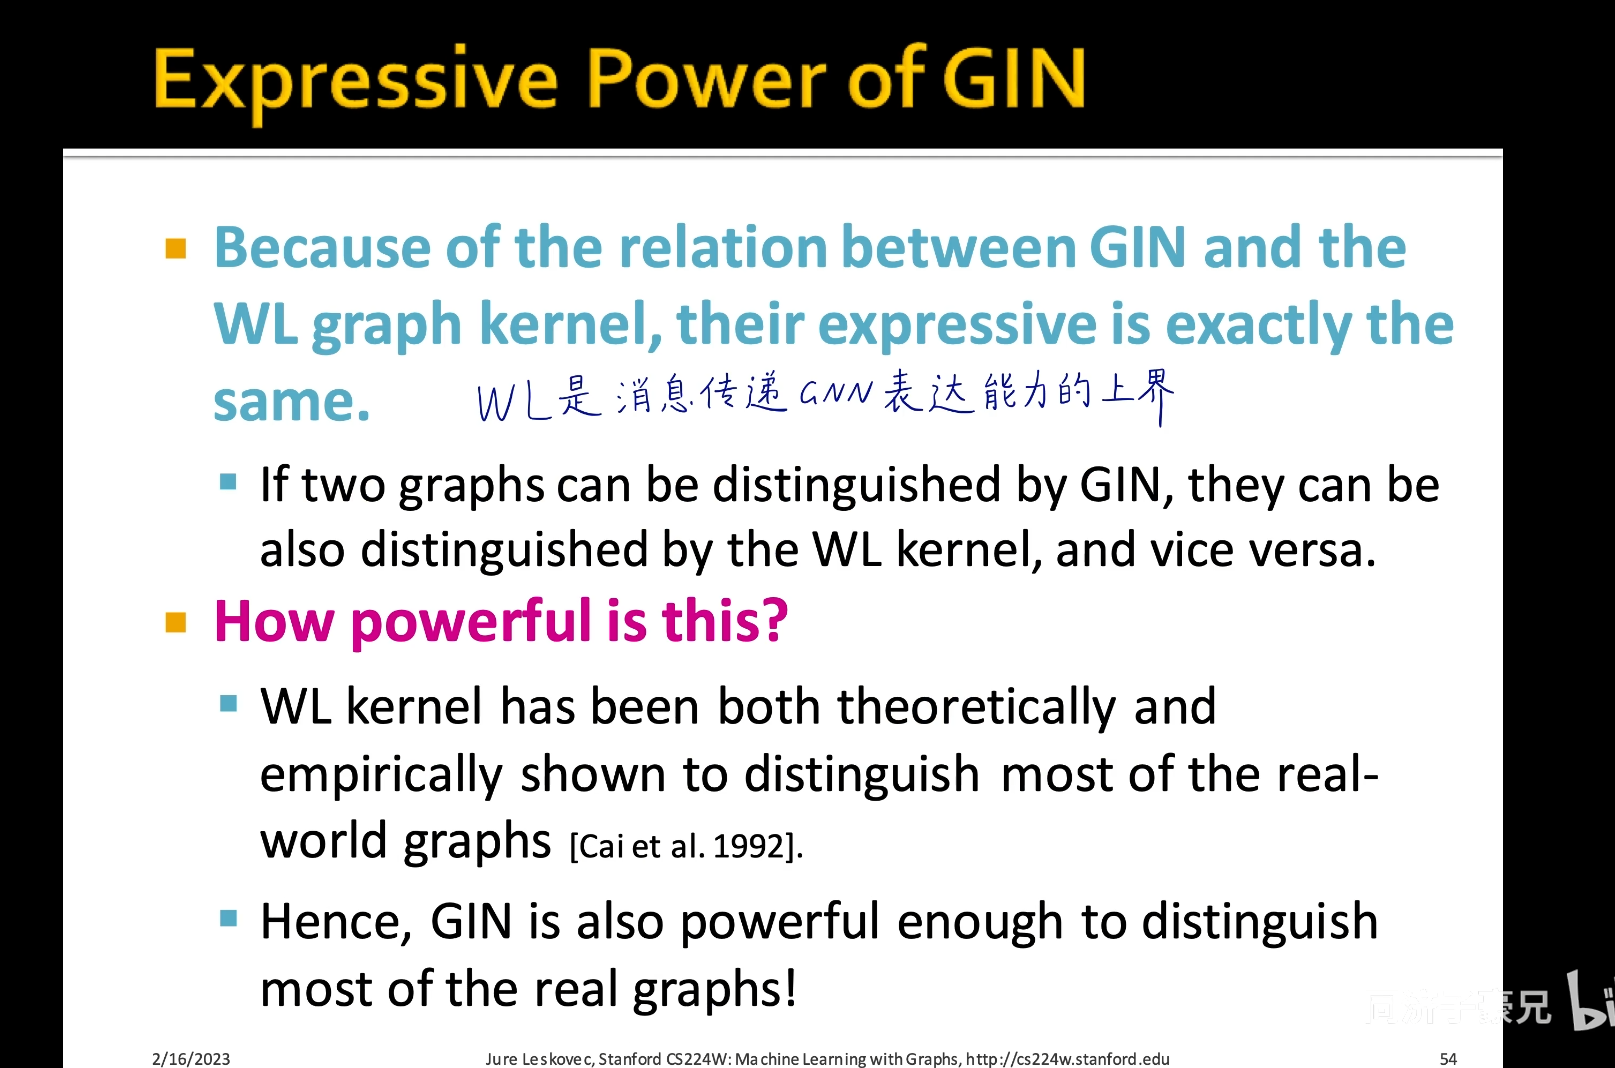 Expressive Power of GIN
Because of the relation between GIN and the
WL graph kernel, their expressive is exactly the
same.
WL是消息传递GNN表达能力的上界
If two graphs can be distinguished by GIN, they can be
also distinguished by the WL kernel, and vice versa.
How powerful is this?
WL kernel has been both theoretically and
empirically shown to distinguish most of the real-
world graphs [Cai et al. 1992].
Hence, GIN is also powerful enough to distinguish
most of the real graphs!
豪兄
2/16/2023
Jure Leskovec, Stanford CS224W: Machine Learning with Graphs, http://cs224w.stanford.edu
54